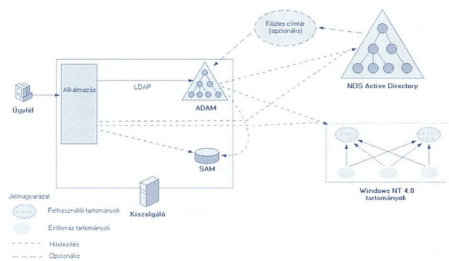 Köztes címtár
(opcionális)
Alkalmazás
LDAP
ADAM
NOS Active Directory
Ügyfél
SAM
Kiszolgáló
Windows NT 4.0
tartományok
Jelmagyarázat
Felhasználói tartományok
Erőforrás tartományok
Hitelesítés
Opcionális